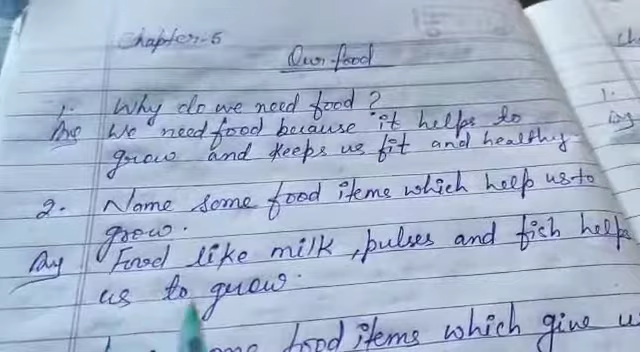 Chapter-5
Our food
1. Why do we need food?
Ans We need food because it helps to
grow and keeps us fit and healthy.
2. Name some food items which help us to
grow.
Ans Food like milk, pulses and fich helps
us to grow.
food items which give u
1.